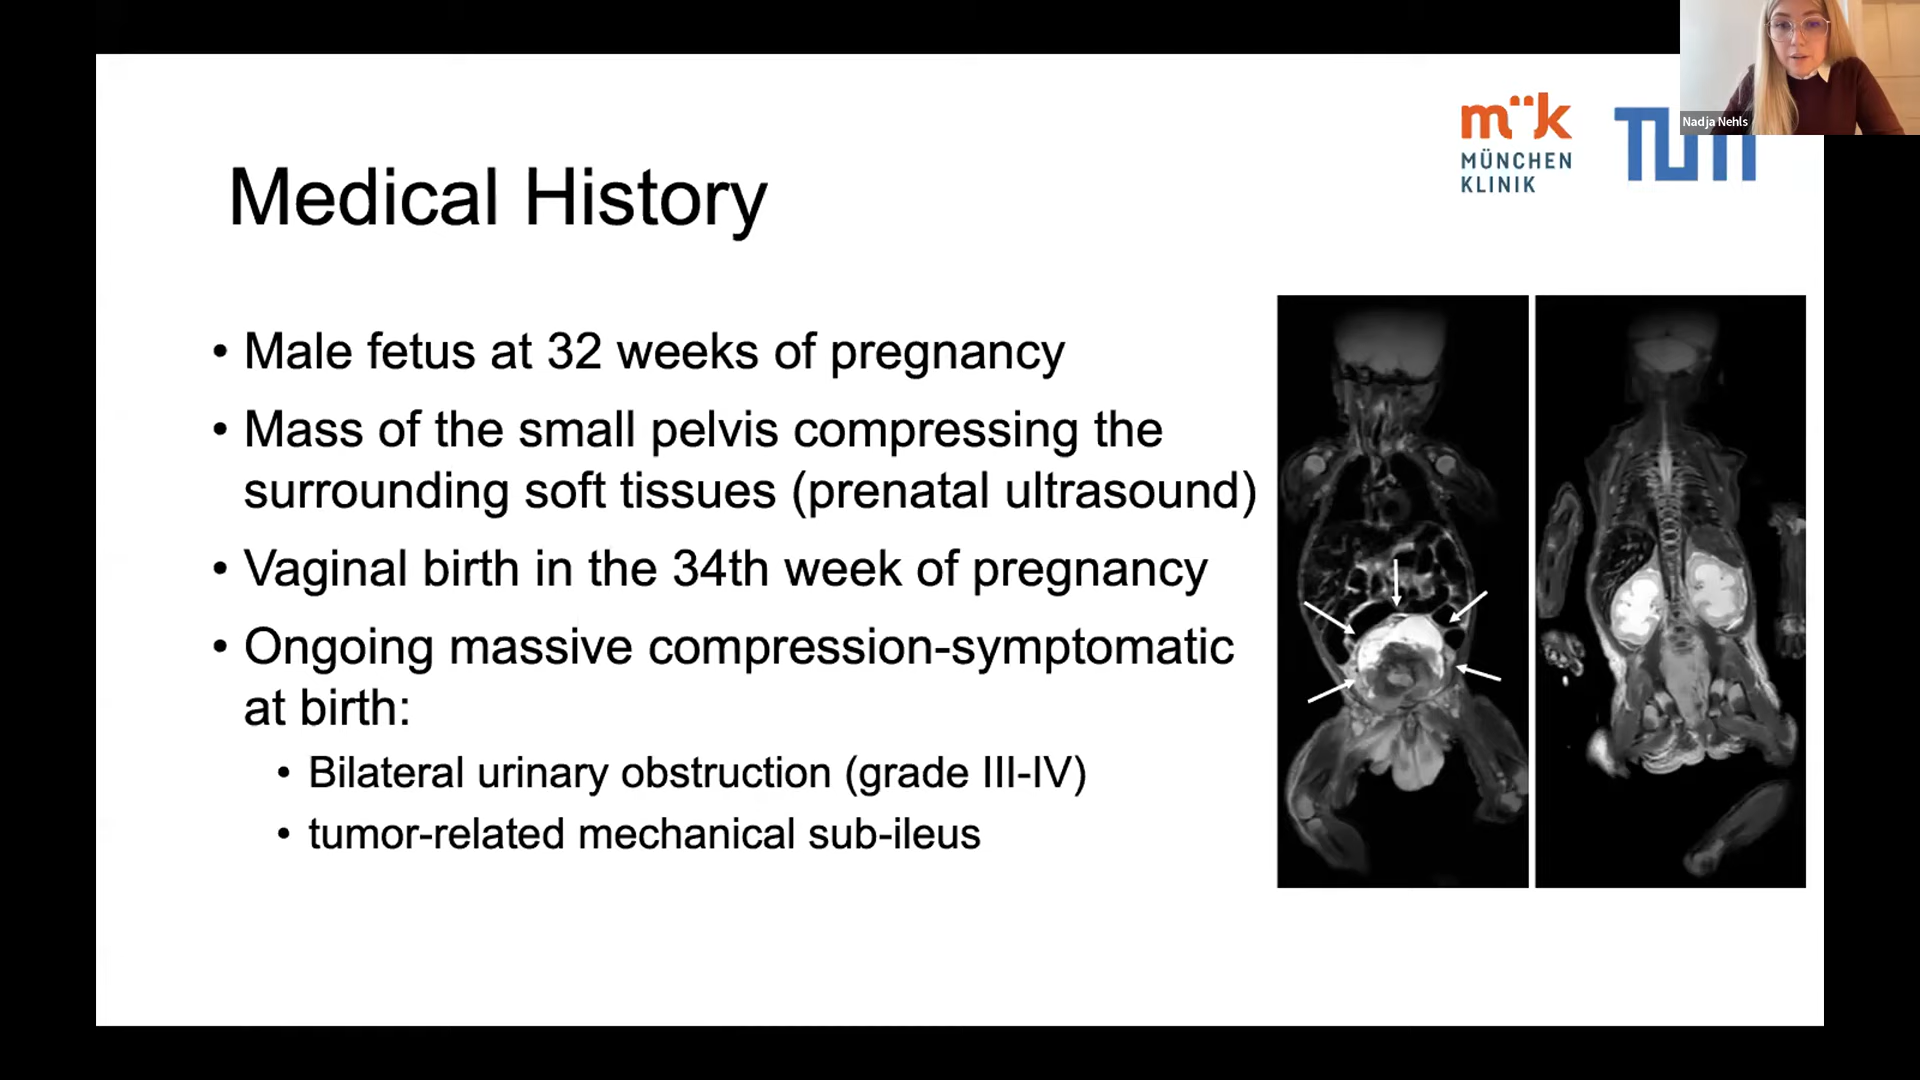 Nadja Nehls
mük
MÜNCHEN
KLINIK
TUM
Medical History
• Male fetus at 32 weeks of pregnancy
• Mass of the small pelvis compressing the
surrounding soft tissues (prenatal ultrasound)
• Vaginal birth in the 34th week of pregnancy
• Ongoing massive compression-symptomatic
at birth:
• Bilateral urinary obstruction (grade III-IV)
• tumor-related mechanical sub-ileus